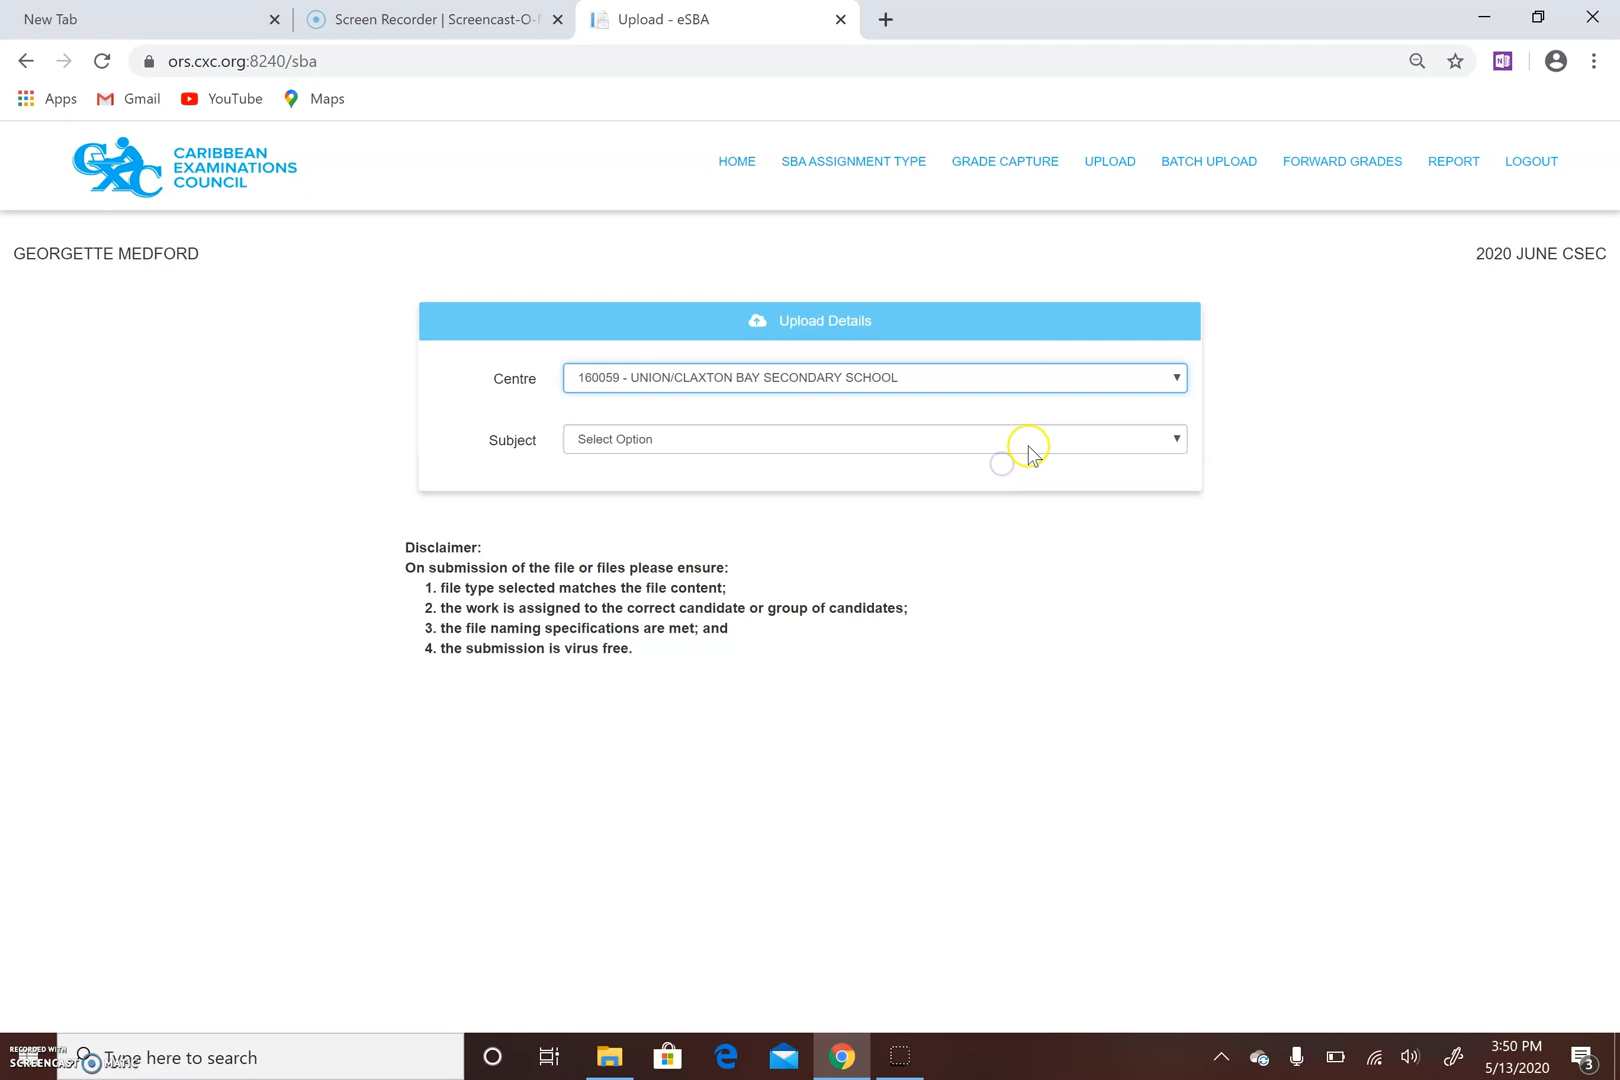 New Tab
Screen Recorder | Screencast-O-
Upload - eSBA
ors.cxc.org:8240/sba
Apps
Gmail
YouTube
Maps
CARIBBEAN
EXAMINATIONS
COUNCIL
HOME
SBA ASSIGNMENT TYPE
GRADE CAPTURE
UPLOAD
BATCH UPLOAD
FORWARD GRADES
REPORT
LOGOUT
GEORGETTE MEDFORD
2020 JUNE CSEC
Upload Details
Centre
160059 - UNION/CLAXTON BAY SECONDARY SCHOOL
Subject
Select Option
Disclaimer:
On submission of the file or files please ensure:
1. file type selected matches the file content;
2. the work is assigned to the correct candidate or group of candidates;
3. the file naming specifications are met; and
4. the submission is virus free.
RECORDED WITH
SCREENCAST MATIC
Type here to search
3:50 PM
5/13/2020
3